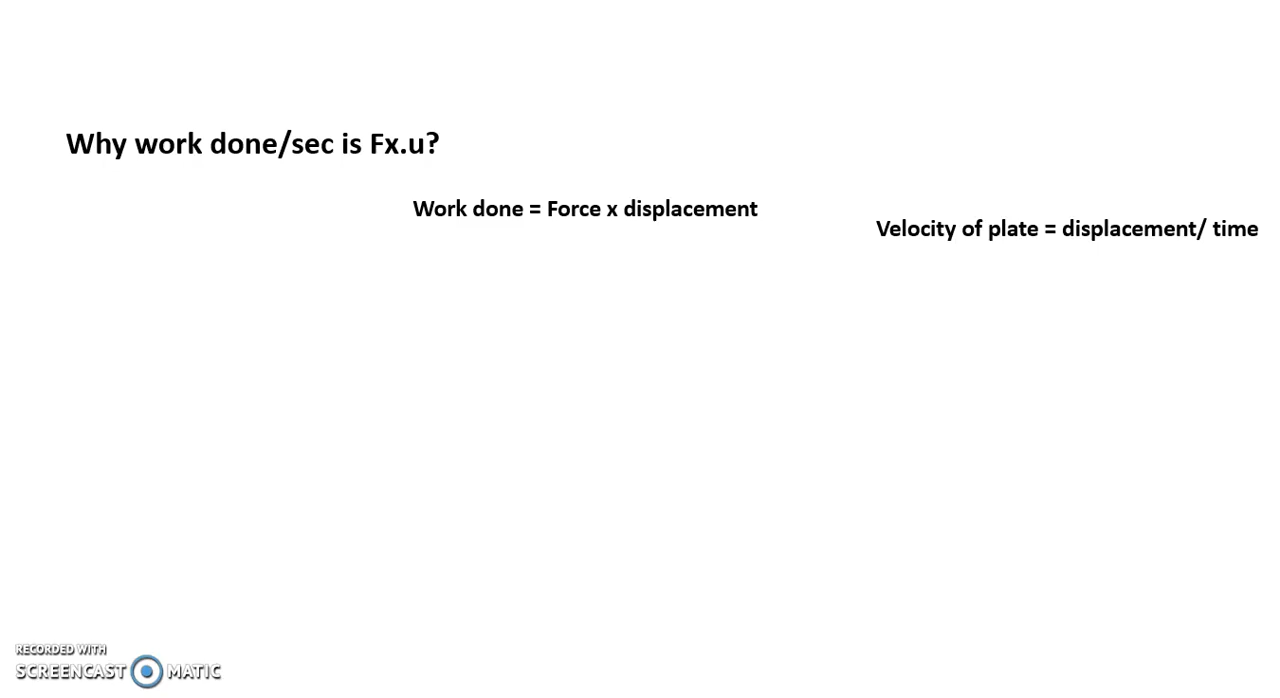 Why work done/sec is Fx.u?
Work done = Force x displacement
Velocity of plate = displacement/ time
RECORDED WITH
SCREENCAST MATIC